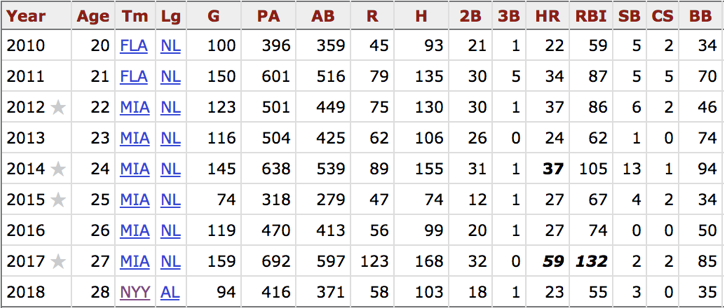 Year Age Tm Lg G PA AB R H 2B 3B HR RBI SB CS BB
2010 20 FLA NL 100 396 359 45 93 21 1 22 59 5 2 34
2011 21 FLA NL 150 601 516 79 135 30 5 34 87 5 5 70
2012 ★ 22 MIA NL 123 501 449 75 130 30 1 37 86 6 2 46
2013 23 MIA NL 116 504 425 62 106 26 0 24 62 1 0 74
2014 ★ 24 MIA NL 145 638 539 89 155 31 1 37 105 13 1 94
2015 ★ 25 MIA NL 74 318 279 47 74 12 1 27 67 4 2 34
2016 26 MIA NL 119 470 413 56 99 20 1 27 74 0 0 50
2017 ★ 27 MIA NL 159 692 597 123 168 32 0 59 132 2 2 85
2018 28 NYY AL 94 416 371 58 103 18 1 23 55 3 0 35